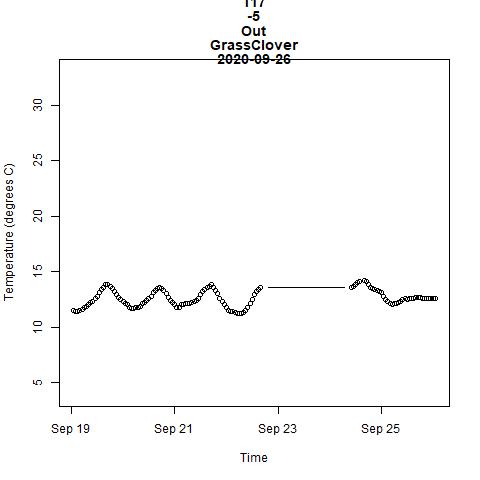 T17
-5
Out
GrassClover
2020-09-26
Temperature (degrees C)
30
25
20
15
10
5
Sep 19
Sep 21
Sep 23
Sep 25
Time